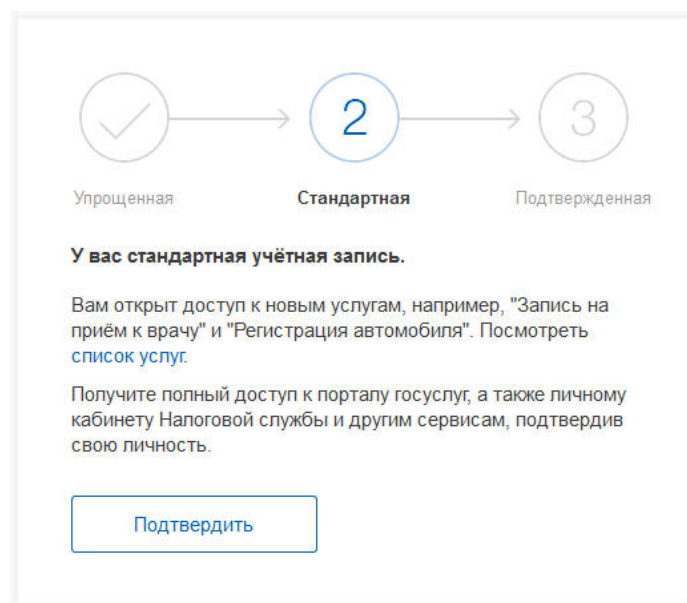 2
3
Упрощенная
Стандартная
Подтвержденная
У вас стандартная учётная запись.
Вам открыт доступ к новым услугам, например, "Запись на
приём к врачу" и "Регистрация автомобиля". Посмотреть
список услуг.
Получите полный доступ к порталу госуслуг, а также личному
кабинету Налоговой службы и другим сервисам, подтвердив
свою личность.
Подтвердить